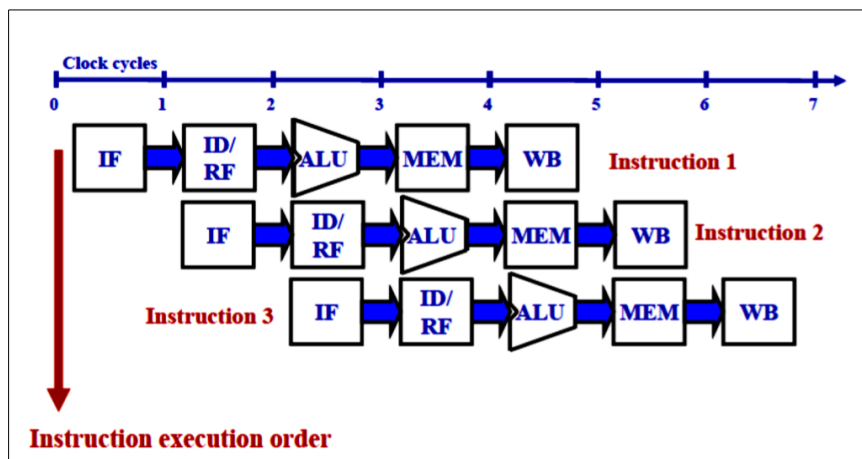 Clock cycles
0 1 2 3 4 5 6 7
IF ID/ RF ALU MEM WB Instruction 1
IF ID/ RF ALU MEM WB Instruction 2
Instruction 3 IF ID/ RF ALU MEM WB
Instruction execution order